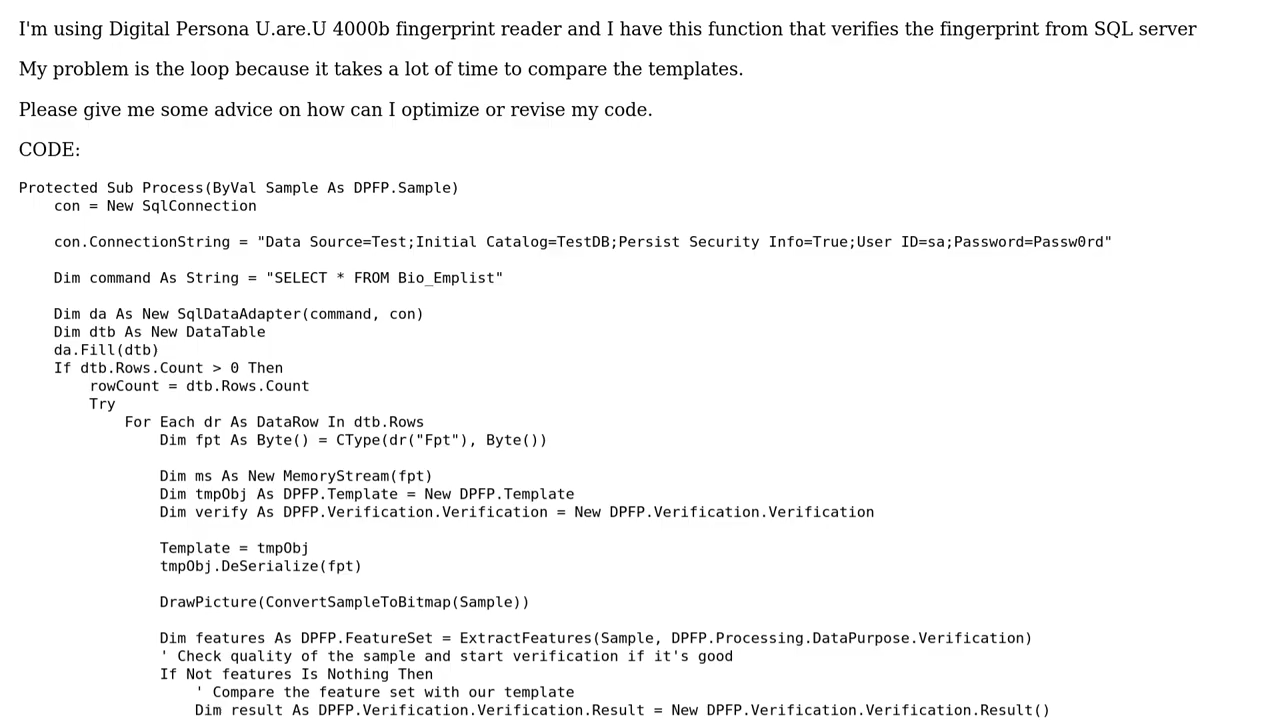 I'm using Digital Persona U.are.U 4000b fingerprint reader and I have this function that verifies the fingerprint from SQL server
My problem is the loop because it takes a lot of time to compare the templates.
Please give me some advice on how can I optimize or revise my code.
CODE:
Protected Sub Process(ByVal Sample As DPFP.Sample)
    con = New SqlConnection
    con.ConnectionString = "Data Source=Test;Initial Catalog=TestDB;Persist Security Info=True;User ID=sa;Password=Passw0rd"
    Dim command As String = "SELECT * FROM Bio_Emplist"
    Dim da As New SqlDataAdapter(command, con)
    Dim dtb As New DataTable
    da.Fill(dtb)
    If dtb.Rows.Count > 0 Then
        rowCount = dtb.Rows.Count
        Try
            For Each dr As DataRow In dtb.Rows
                Dim fpt As Byte() = CType(dr("Fpt"), Byte())
                Dim ms As New MemoryStream(fpt)
                Dim tmpObj As DPFP.Template = New DPFP.Template
                Dim verify As DPFP.Verification.Verification = New DPFP.Verification.Verification
                Template = tmpObj
                tmpObj.DeSerialize(fpt)
                DrawPicture(ConvertSampleToBitmap(Sample))
                Dim features As DPFP.FeatureSet = ExtractFeatures(Sample, DPFP.Processing.DataPurpose.Verification)
                ' Check quality of the sample and start verification if it's good
                If Not features Is Nothing Then
                    ' Compare the feature set with our template
                    Dim result As DPFP.Verification.Verification.Result = New DPFP.Verification.Verification.Result()